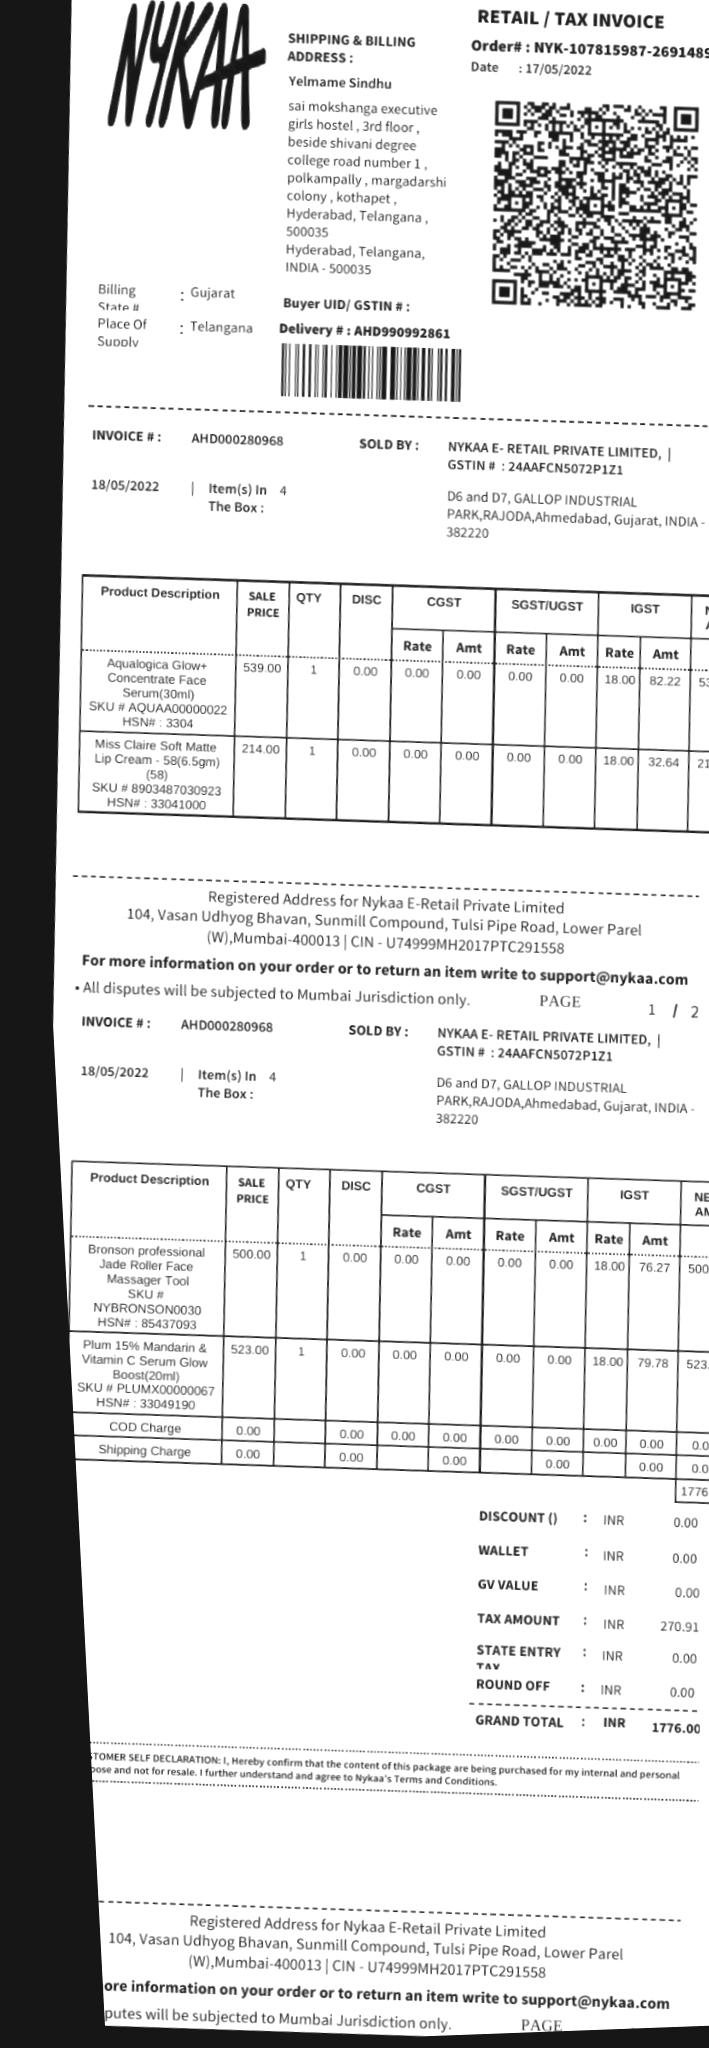 NYKAA
RETAIL / TAX INVOICE
Order# : NYK-107815987-2691489
Date : 17/05/2022
SHIPPING & BILLING
ADDRESS :
Yelmame Sindhu
sai mokshanga executive
girls hostel , 3rd floor ,
beside shivani degree
college road number 1 ,
polkampally , margadarshi
colony , kothapet ,
Hyderabad, Telangana ,
500035
Hyderabad, Telangana,
INDIA - 500035
Billing : Gujarat
State #
Place Of : Telangana
Supply
Buyer UID/ GSTIN # :
Delivery # : AHD990992861
INVOICE # : AHD000280968 SOLD BY : NYKAA E- RETAIL PRIVATE LIMITED, |
GSTIN # : 24AAFCN5072P1Z1
18/05/2022 | Item(s) In 4
The Box :
D6 and D7, GALLOP INDUSTRIAL
PARK,RAJODA,Ahmedabad, Gujarat, INDIA -
382220
Product Description SALE PRICE QTY DISC CGST SGST/UGST IGST
Rate Amt Rate Amt Rate Amt
Aqualogica Glow+ 539.00 1 0.00 0.00 0.00 0.00 0.00 18.00 82.22 53
Concentrate Face
Serum(30ml)
SKU # AQUAA00000022
HSN# : 3304
Miss Claire Soft Matte 214.00 1 0.00 0.00 0.00 0.00 0.00 18.00 32.64 21
Lip Cream - 58(6.5gm)
(58)
SKU # 8903487030923
HSN# : 33041000
Registered Address for Nykaa E-Retail Private Limited
104, Vasan Udhyog Bhavan, Sunmill Compound, Tulsi Pipe Road, Lower Parel
(W),Mumbai-400013 | CIN - U74999MH2017PTC291558
For more information on your order or to return an item write to support@nykaa.com
• All disputes will be subjected to Mumbai Jurisdiction only. PAGE 1 / 2
INVOICE # : AHD000280968 SOLD BY : NYKAA E- RETAIL PRIVATE LIMITED, |
GSTIN # : 24AAFCN5072P1Z1
18/05/2022 | Item(s) In 4
The Box :
D6 and D7, GALLOP INDUSTRIAL
PARK,RAJODA,Ahmedabad, Gujarat, INDIA -
382220
Product Description SALE PRICE QTY DISC CGST SGST/UGST IGST NE
AM
Rate Amt Rate Amt Rate Amt
Bronson professional 500.00 1 0.00 0.00 0.00 0.00 0.00 18.00 76.27 500
Jade Roller Face
Massager Tool
SKU #
NYBRONSON0030
HSN# : 85437093
Plum 15% Mandarin & 523.00 1 0.00 0.00 0.00 0.00 0.00 18.00 79.78 523.
Vitamin C Serum Glow
Boost(20ml)
SKU # PLUMX00000067
HSN# : 33049190
COD Charge 0.00 0.00 0.00 0.00 0.00 0.00 0.00 0.00 0.0
Shipping Charge 0.00 0.00 0.00 0.00 0.00 0.0
1776
DISCOUNT () : INR 0.00
WALLET : INR 0.00
GV VALUE : INR 0.00
TAX AMOUNT : INR 270.91
STATE ENTRY : INR 0.00
TAX
ROUND OFF : INR 0.00
GRAND TOTAL : INR 1776.00
STOMER SELF DECLARATION: I, Hereby confirm that the content of this package are being purchased for my internal and personal
pose and not for resale. I further understand and agree to Nykaa's Terms and Conditions.
Registered Address for Nykaa E-Retail Private Limited
104, Vasan Udhyog Bhavan, Sunmill Compound, Tulsi Pipe Road, Lower Parel
(W),Mumbai-400013 | CIN - U74999MH2017PTC291558
ore information on your order or to return an item write to support@nykaa.com
putes will be subjected to Mumbai Jurisdiction only. PAGE